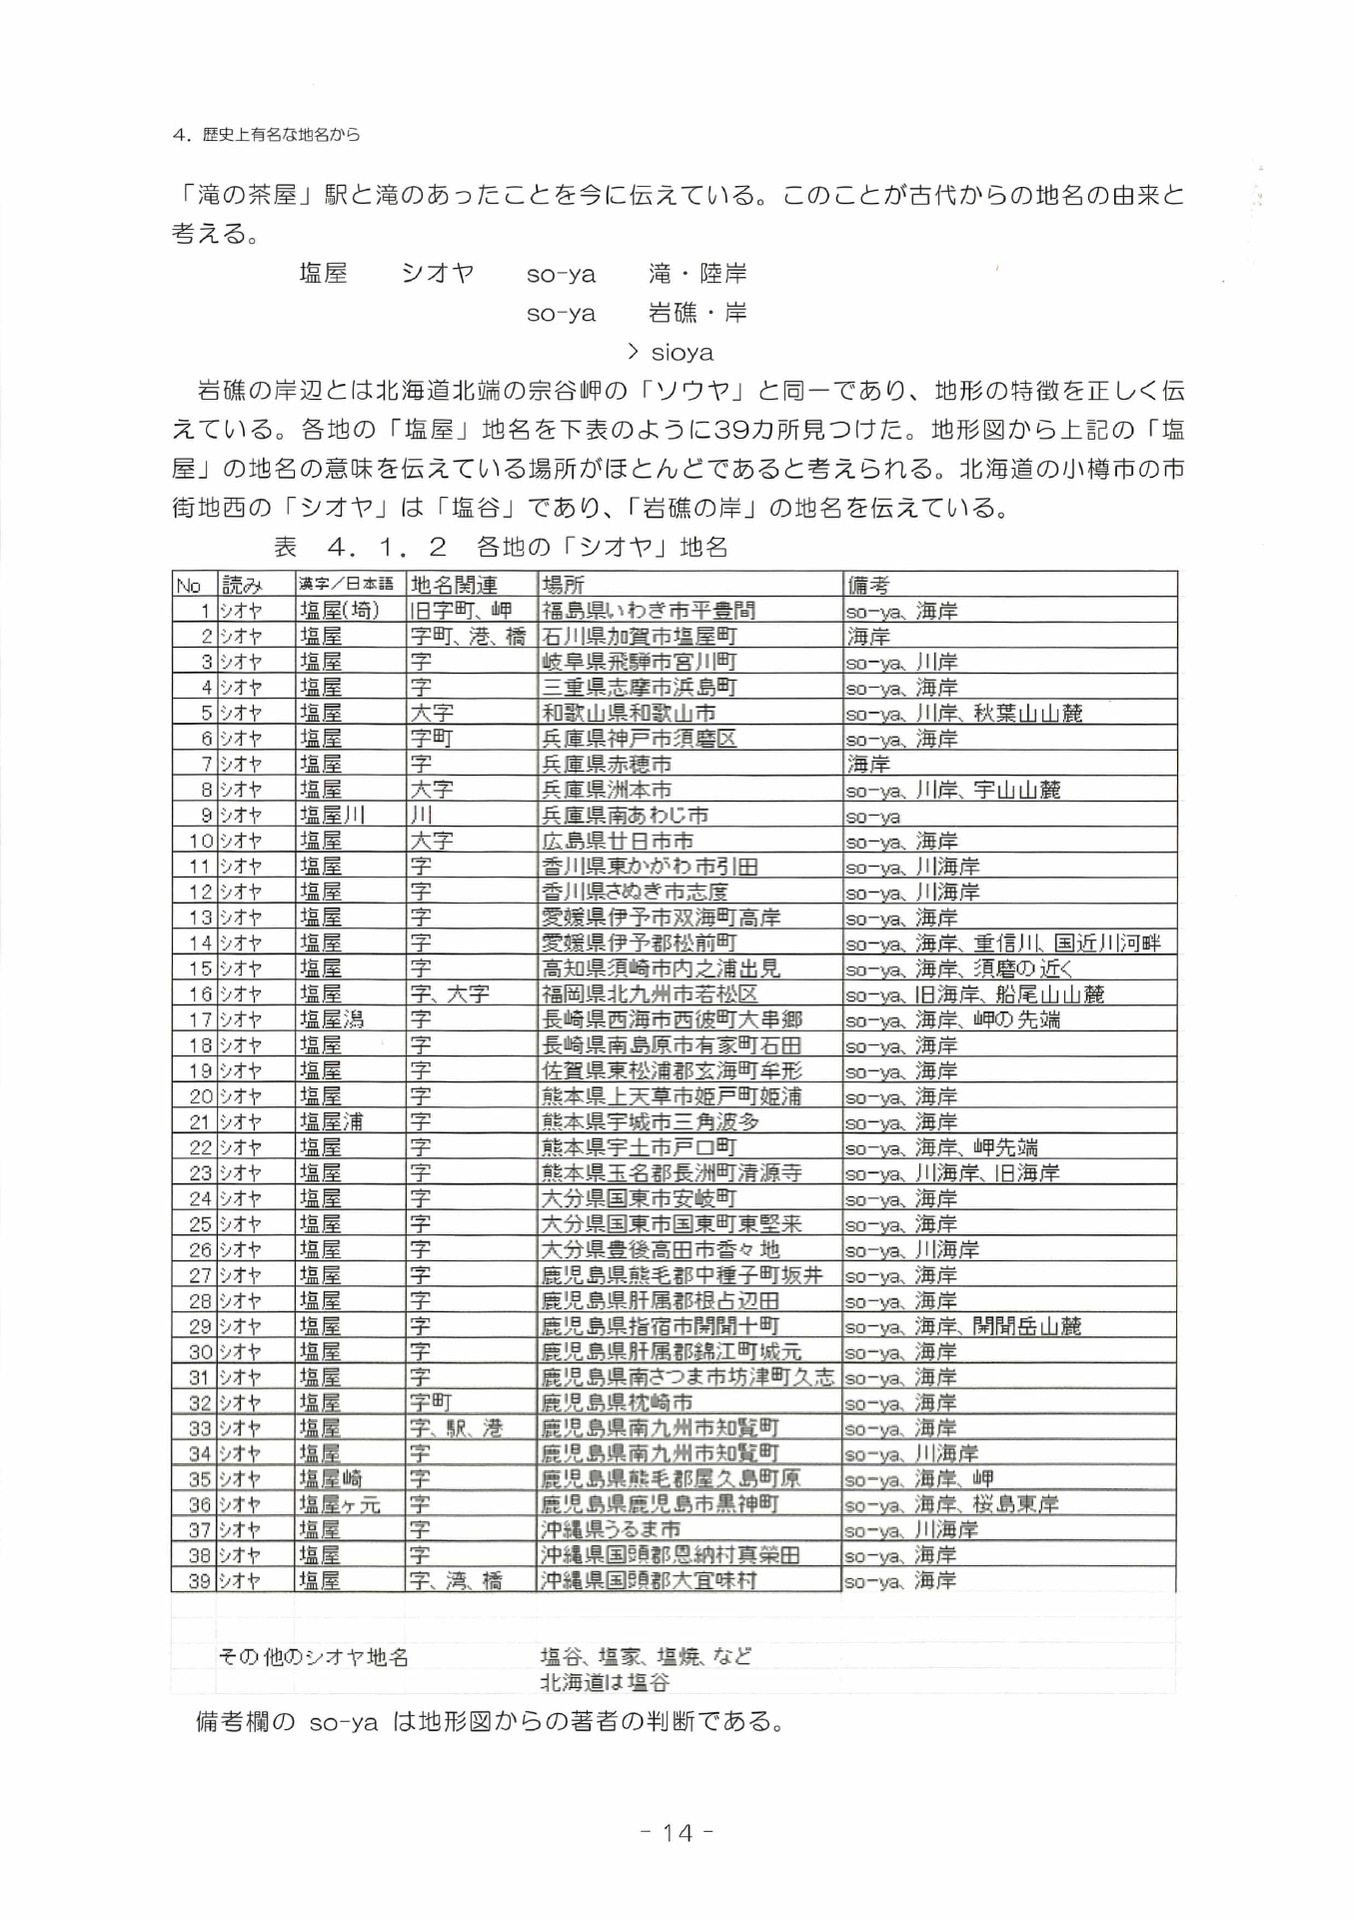 4．歴史上有名な地名から
「滝の茶屋」駅と滝のあったことを今に伝えている。このことが古代からの地名の由来と
考える。
塩屋 シオヤ so-ya 滝・陸岸
so-ya 岩礁・岸
> sioya
岩礁の岸辺とは北海道北端の宗谷岬の「ソウヤ」と同一であり、地形の特徴を正しく伝
えている。各地の「塩屋」地名を下表のように39カ所見つけた。地形図から上記の「塩
屋」の地名の意味を伝えている場所がほとんどであると考えられる。北海道の小樽市の市
街地西の「シオヤ」は「塩谷」であり、「岩礁の岸」の地名を伝えている。
表 4．1．2 各地の「シオヤ」地名
No 読み 漢字／日本語 地名関連 場所 備考
1 シオヤ 塩屋(埼) 旧字町、岬 福島県いわき市平豊間 so-ya、海岸
2 シオヤ 塩屋 字町、港、橋 石川県加賀市塩屋町 海岸
3 シオヤ 塩屋 字 岐阜県飛騨市宮川町 so-ya、川岸
4 シオヤ 塩屋 字 三重県志摩市浜島町 so-ya、海岸
5 シオヤ 塩屋 大字 和歌山県和歌山市 so-ya、川岸、秋葉山山麓
6 シオヤ 塩屋 字町 兵庫県神戸市須磨区 so-ya、海岸
7 シオヤ 塩屋 字 兵庫県赤穂市 海岸
8 シオヤ 塩屋 大字 兵庫県洲本市 so-ya、川岸、宇山山麓
9 シオヤ 塩屋川 川 兵庫県南あわじ市 so-ya
10 シオヤ 塩屋 大字 広島県廿日市市 so-ya、海岸
11 シオヤ 塩屋 字 香川県東かがわ市引田 so-ya、川海岸
12 シオヤ 塩屋 字 香川県さぬき市志度 so-ya、川海岸
13 シオヤ 塩屋 字 愛媛県伊予市双海町高岸 so-ya、海岸
14 シオヤ 塩屋 字 愛媛県伊予郡松前町 so-ya、海岸、重信川、国近川河畔
15 シオヤ 塩屋 字 高知県須崎市内之浦出見 so-ya、海岸、須磨の近く
16 シオヤ 塩屋 字、大字 福岡県北九州市若松区 so-ya、旧海岸、船尾山山麓
17 シオヤ 塩屋潟 字 長崎県西海市西彼町大串郷 so-ya、海岸、岬の先端
18 シオヤ 塩屋 字 長崎県南島原市有家町石田 so-ya、海岸
19 シオヤ 塩屋 字 佐賀県東松浦郡玄海町牟形 so-ya、海岸
20 シオヤ 塩屋 字 熊本県上天草市姫戸町姫浦 so-ya、海岸
21 シオヤ 塩屋浦 字 熊本県宇城市三角波多 so-ya、海岸
22 シオヤ 塩屋 字 熊本県宇土市戸口町 so-ya、海岸、岬先端
23 シオヤ 塩屋 字 熊本県玉名郡長洲町清源寺 so-ya、川海岸、旧海岸
24 シオヤ 塩屋 字 大分県国東市安岐町 so-ya、海岸
25 シオヤ 塩屋 字 大分県国東市国東町東堅来 so-ya、海岸
26 シオヤ 塩屋 字 大分県豊後高田市香々地 so-ya、川海岸
27 シオヤ 塩屋 字 鹿児島県熊毛郡中種子町坂井 so-ya、海岸
28 シオヤ 塩屋 字 鹿児島県肝属郡根占辺田 so-ya、海岸
29 シオヤ 塩屋 字 鹿児島県指宿市開聞十町 so-ya、海岸、開聞岳山麓
30 シオヤ 塩屋 字 鹿児島県肝属郡錦江町城元 so-ya、海岸
31 シオヤ 塩屋 字 鹿児島県南さつま市坊津町久志 so-ya、海岸
32 シオヤ 塩屋 字町 鹿児島県枕崎市 so-ya、海岸
33 シオヤ 塩屋 字、駅、港 鹿児島県南九州市知覧町 so-ya、海岸
34 シオヤ 塩屋 字 鹿児島県南九州市知覧町 so-ya、川海岸
35 シオヤ 塩屋崎 字 鹿児島県熊毛郡屋久島町原 so-ya、海岸、岬
36 シオヤ 塩屋ヶ元 字 鹿児島県鹿児島市黒神町 so-ya、海岸、桜島東岸
37 シオヤ 塩屋 字 沖縄県うるま市 so-ya、川海岸
38 シオヤ 塩屋 字 沖縄県国頭郡恩納村真栄田 so-ya、海岸
39 シオヤ 塩屋 字、湾、橋 沖縄県国頭郡大宜味村 so-ya、海岸
その他のシオヤ地名 塩谷、塩家、塩焼、など
北海道は塩谷
備考欄の so-ya は地形図からの著者の判断である。
- 14 -